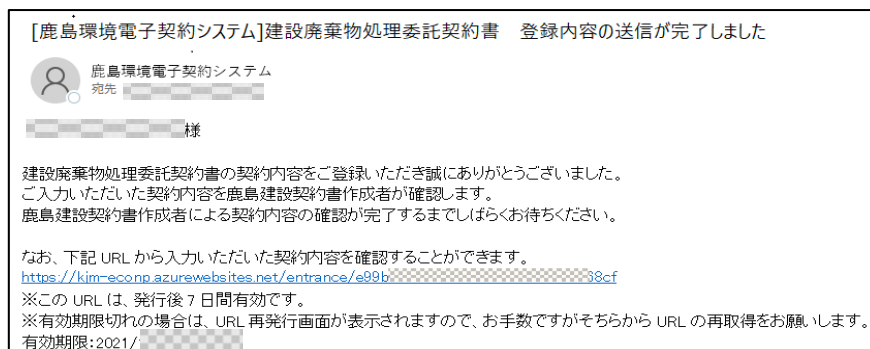 [鹿島環境電子契約システム]建設廃棄物処理委託契約書　登録内容の送信が完了しました
鹿島環境電子契約システム
宛先
様
建設廃棄物処理委託契約書の契約内容をご登録いただき誠にありがとうございました。
ご入力いただいた契約内容を鹿島建設契約書作成者が確認します。
鹿島建設契約書作成者による契約内容の確認が完了するまでしばらくお待ちください。
なお、下記 URL から入力いただいた契約内容を確認することができます。
https://kjm-econp.azurewebsites.net/entrance/e99b 38cf
※この URL は、発行後 7 日間有効です。
※有効期限切れの場合は、URL 再発行画面が表示されますので、お手数ですがそちらから URL の再取得をお願いします。
有効期限:2021/